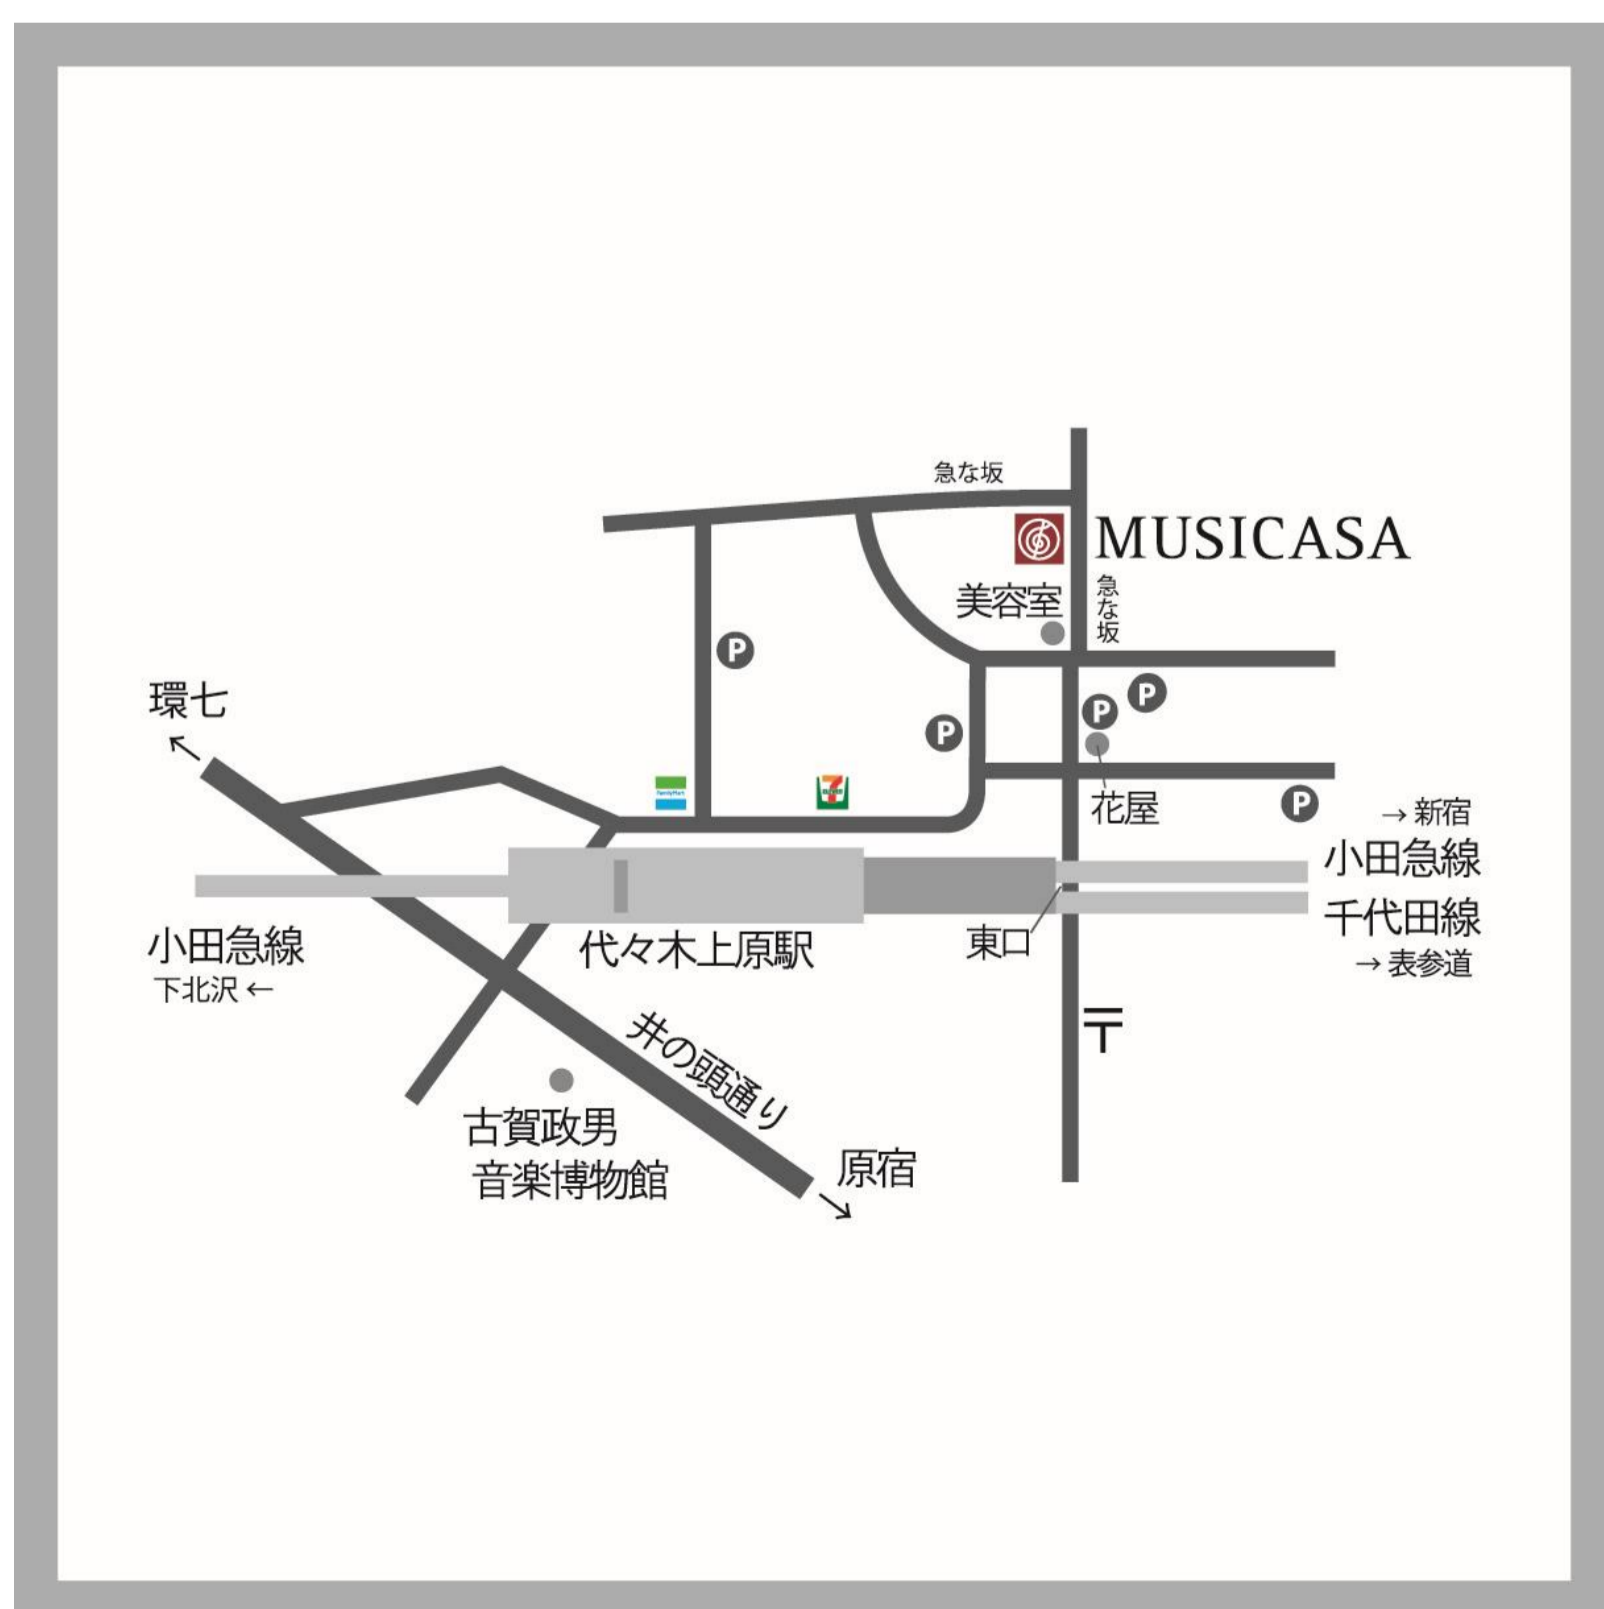 急な坂
MUSICASA
美容室
急な坂
P
P
P
P
環七
FamilyMart
7
花屋
P
→ 新宿
小田急線
千代田線
→ 表参道
東口
小田急線
下北沢 ←
代々木上原駅
〒
井の頭通り
古賀政男
音楽博物館
原宿